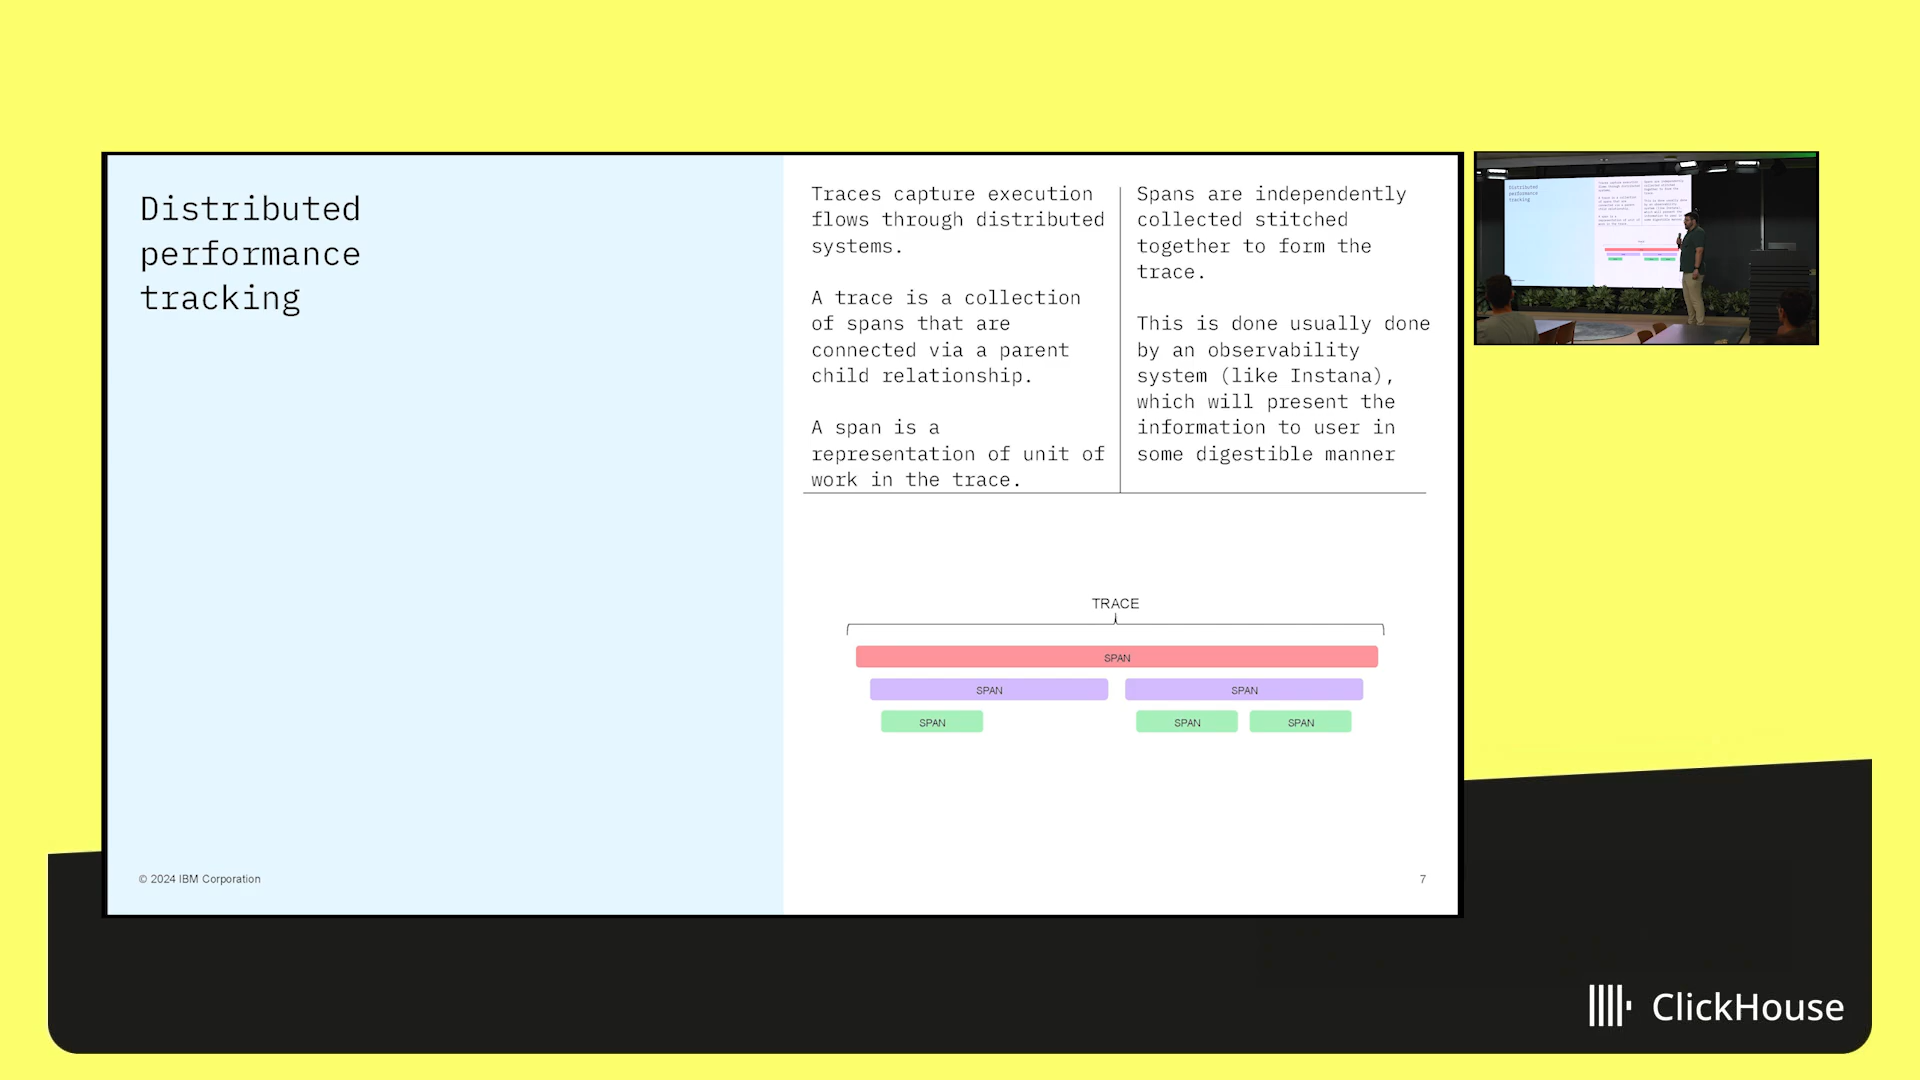 Distributed
performance
tracking
Traces capture execution
flows through distributed
systems.
A trace is a collection
of spans that are
connected via a parent
child relationship.
A span is a
representation of unit of
work in the trace.
Spans are independently
collected stitched
together to form the
trace.
This is done usually done
by an observability
system (like Instana),
which will present the
information to user in
some digestible manner
TRACE
SPAN
SPAN
SPAN
SPAN
SPAN
SPAN
© 2024 IBM Corporation
7
Distributed
performance
tracking
ClickHouse